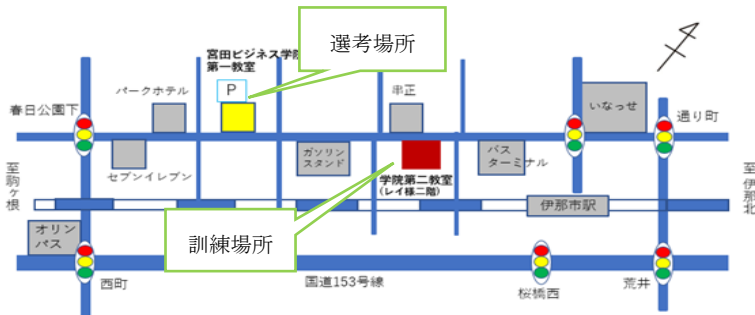 選考場所
宮田ビジネス学院
第一教室
P
パークホテル
串正
いなっせ
春日公園下
通り町
セブンイレブン
ガソリン
スタンド
バス
ターミナル
学院第二教室
(レイ様二階)
至駒ヶ根
至伊那北
伊那市駅
訓練場所
オリン
パス
西町
国道153号線
桜橋西
荒井